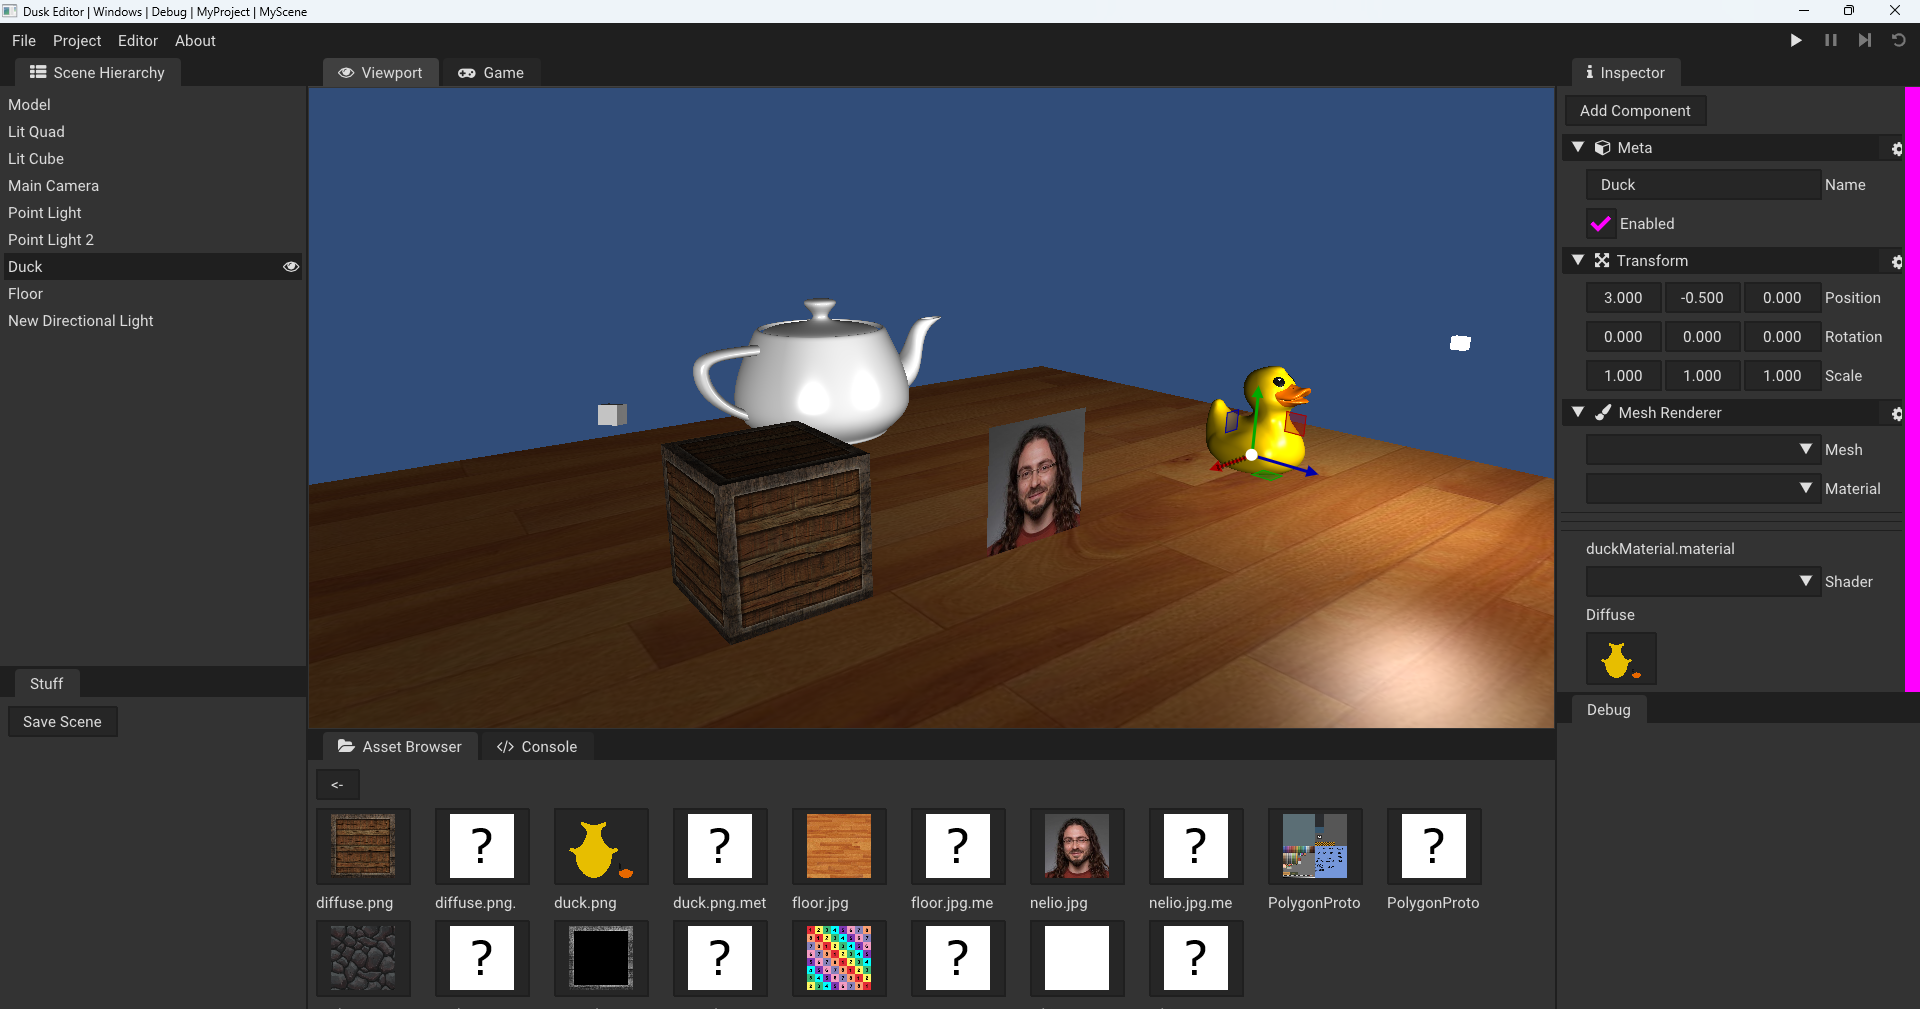 Dusk Editor | Windows | Debug | MyProject | MyScene
File Project Editor About
Scene Hierarchy
Model
Lit Quad
Lit Cube
Main Camera
Point Light
Point Light 2
Duck
Floor
New Directional Light
Stuff
Save Scene
Viewport Game
Asset Browser Console
<-
diffuse.png diffuse.png. duck.png duck.png.met floor.jpg floor.jpg.me nelio.jpg nelio.jpg.me PolygonProto PolygonProto
Inspector
Add Component
Meta
Duck Name
Enabled
Transform
3.000 -0.500 0.000 Position
0.000 0.000 0.000 Rotation
1.000 1.000 1.000 Scale
Mesh Renderer
Mesh
Material
duckMaterial.material
Shader
Diffuse
Debug